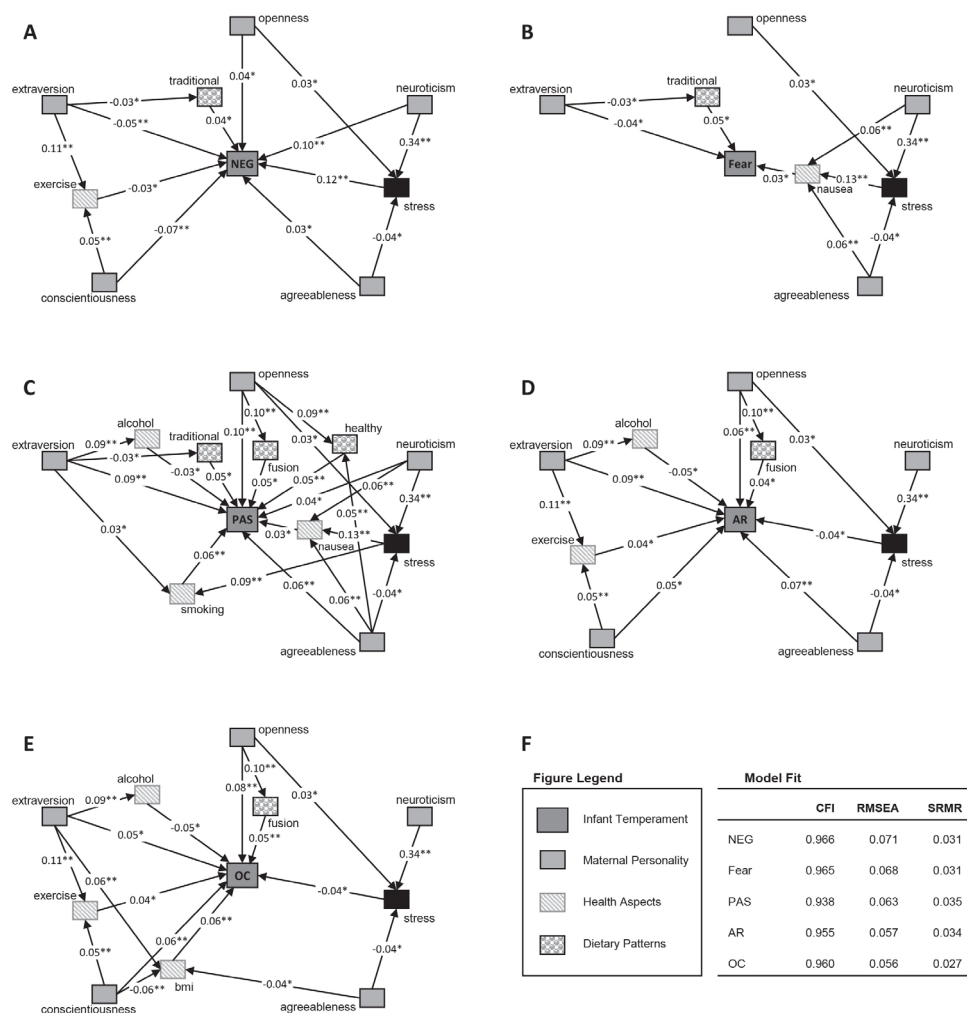 A
openness
extraversion
traditional
neuroticism
-0.03*
0.04*
0.03*
-0.05**
0.04*
0.10**
0.34**
0.11**
NEG
exercise
-0.03*
0.12**
stress
0.05**
-0.07**
0.03*
-0.04*
conscientiousness
agreeableness
B
openness
extraversion
traditional
neuroticism
-0.03*
0.03*
-0.04*
0.05*
0.06**
0.34**
Fear
0.03*
nausea
0.13**
stress
0.06**
-0.04*
agreeableness
C
openness
alcohol
0.10**
0.09**
healthy
extraversion
traditional
neuroticism
0.09**
-0.03*
0.10**
0.03*
fusion
0.09**
-0.03*
0.05*
0.05*
0.05**
0.06**
0.04*
0.34**
PAS
0.05**
0.03*
nausea
0.13**
stress
0.03*
0.06**
0.09**
smoking
0.06**
0.06**
-0.04*
agreeableness
D
openness
alcohol
0.10**
extraversion
neuroticism
0.09**
0.06**
0.03*
fusion
0.09**
-0.05*
0.04*
0.34**
0.11**
AR
exercise
0.04*
-0.04*
stress
0.05**
0.05*
0.07**
-0.04*
conscientiousness
agreeableness
E
openness
alcohol
0.10**
extraversion
neuroticism
0.09**
0.08**
0.03*
fusion
0.05*
-0.05*
0.05**
0.34**
0.11**
0.06**
OC
exercise
0.04*
-0.04*
stress
0.06**
0.06**
0.05**
-0.06**
bmi
-0.04*
-0.04*
conscientiousness
agreeableness
F
Figure Legend
Infant Temperament
Maternal Personality
Health Aspects
Dietary Patterns
Model Fit
CFI RMSEA SRMR
NEG 0.966 0.071 0.031
Fear 0.965 0.068 0.031
PAS 0.938 0.063 0.035
AR 0.955 0.057 0.034
OC 0.960 0.056 0.027